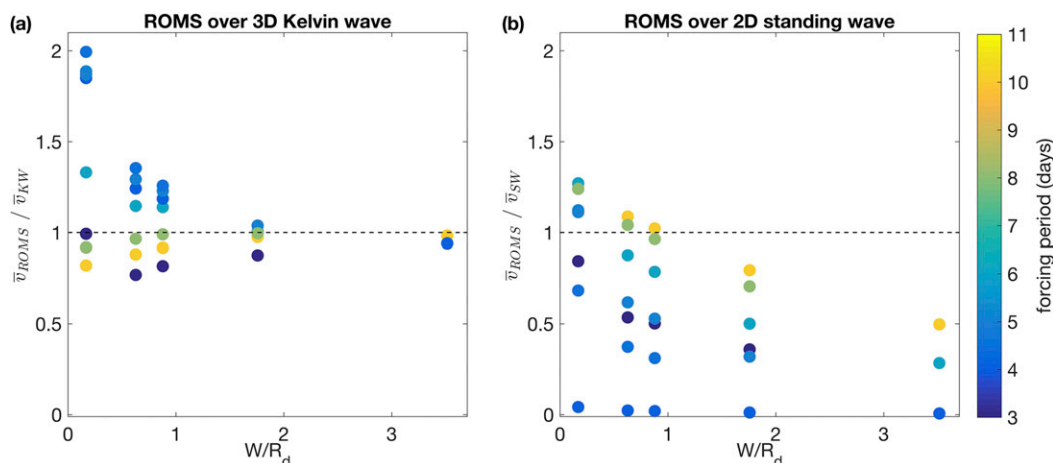 (a) ROMS over 3D Kelvin wave
v̅ROMS / v̅KW
2
1.5
1
0.5
0
0 1 2 3
W/Rd
(b) ROMS over 2D standing wave
v̅ROMS / v̅SW
2
1.5
1
0.5
0
0 1 2 3
W/Rd
11
10
9
8
7
6
5
4
3
forcing period (days)